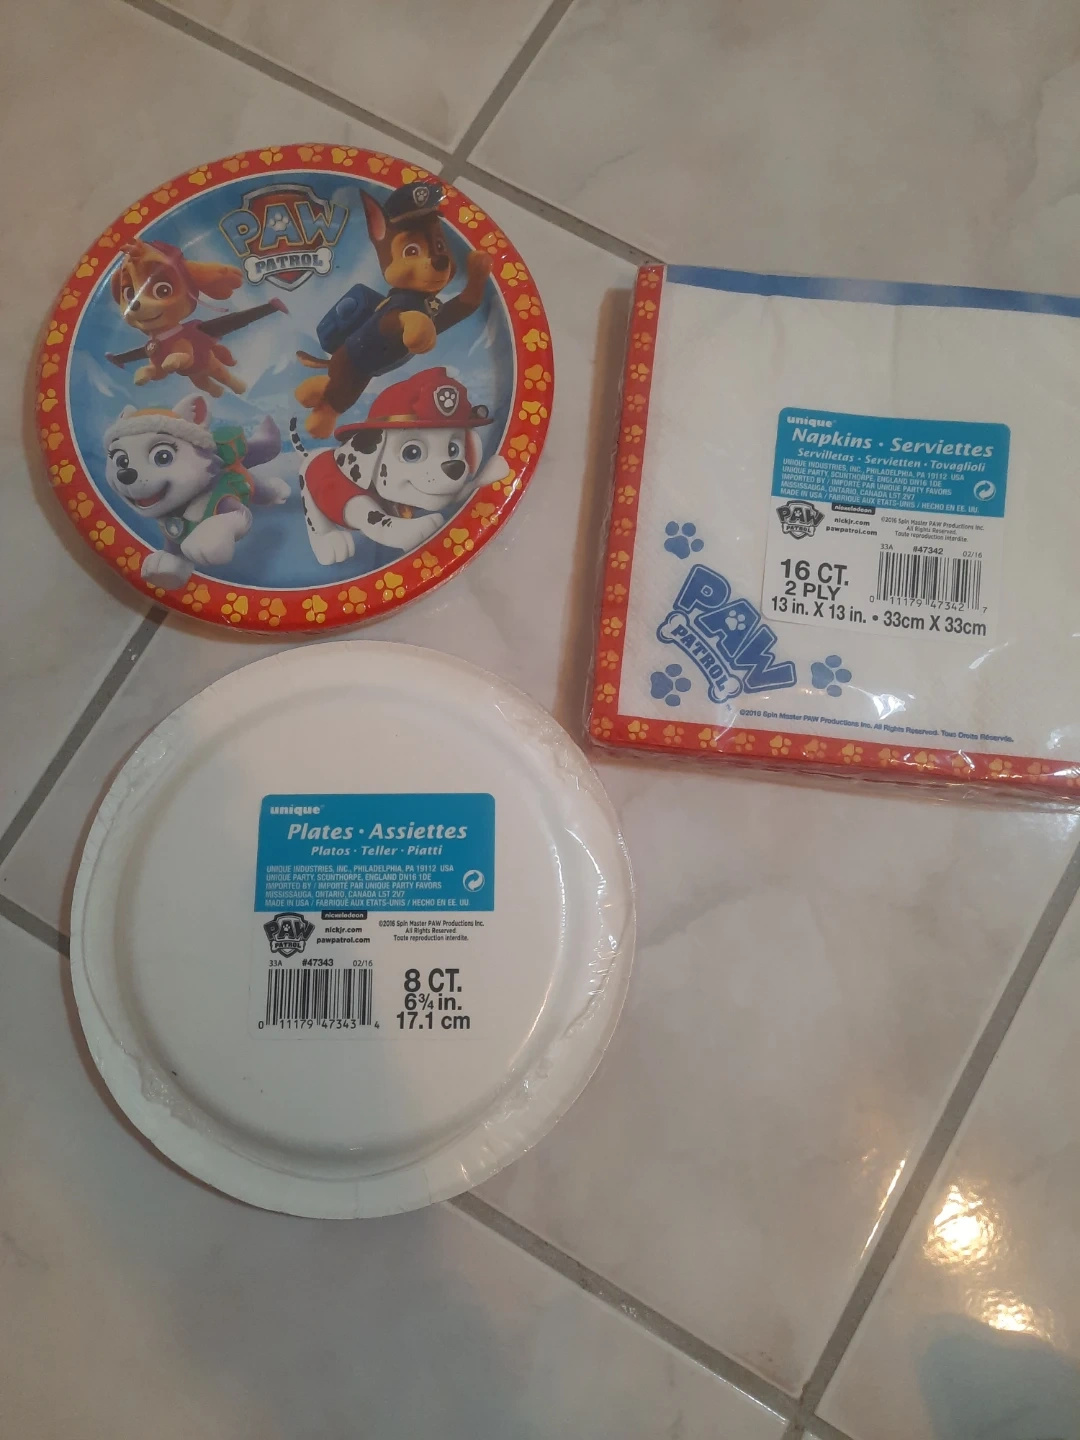 PAW
PATROL
unique
Napkins · Serviettes
Servilletas · Servietten · Tovaglioli
UNIQUE INDUSTRIES, INC., PHILADELPHIA, PA 19112 USA
UNIQUE PARTY, SCUNTHORPE, ENGLAND DN16 1DE
IMPORTED BY / IMPORTÉ PAR UNIQUE PARTY FAVORS
MISSISSAUGA, ONTARIO, CANADA L5T 2V7
MADE IN USA / FABRIQUÉ AUX ETATS-UNIS / HECHO EN EE. UU.
PAW
PATROL
nickelodeon
nickjr.com
pawpatrol.com
©2016 Spin Master PAW Productions Inc.
All Rights Reserved.
Toute reproduction interdite.
33A #47342 02/16
16 CT.
2 PLY
13 in. X 13 in. • 33cm X 33cm
0 11179 47342 7
PAW
PATROL
©2016 Spin Master PAW Productions Inc. All Rights Reserved. Tous Droits Réservés.
unique
Plates · Assiettes
Platos · Teller · Piatti
UNIQUE INDUSTRIES, INC., PHILADELPHIA, PA 19112 USA
UNIQUE PARTY, SCUNTHORPE, ENGLAND DN16 1DE
IMPORTED BY / IMPORTÉ PAR UNIQUE PARTY FAVORS
MISSISSAUGA, ONTARIO, CANADA L5T 2V7
MADE IN USA / FABRIQUÉ AUX ETATS-UNIS / HECHO EN EE. UU.
PAW
PATROL
nickelodeon
nickjr.com
pawpatrol.com
©2016 Spin Master PAW Productions Inc.
All Rights Reserved.
Toute reproduction interdite.
33A #47343 02/16
8 CT.
6¾ in.
17.1 cm
0 11179 47343 4